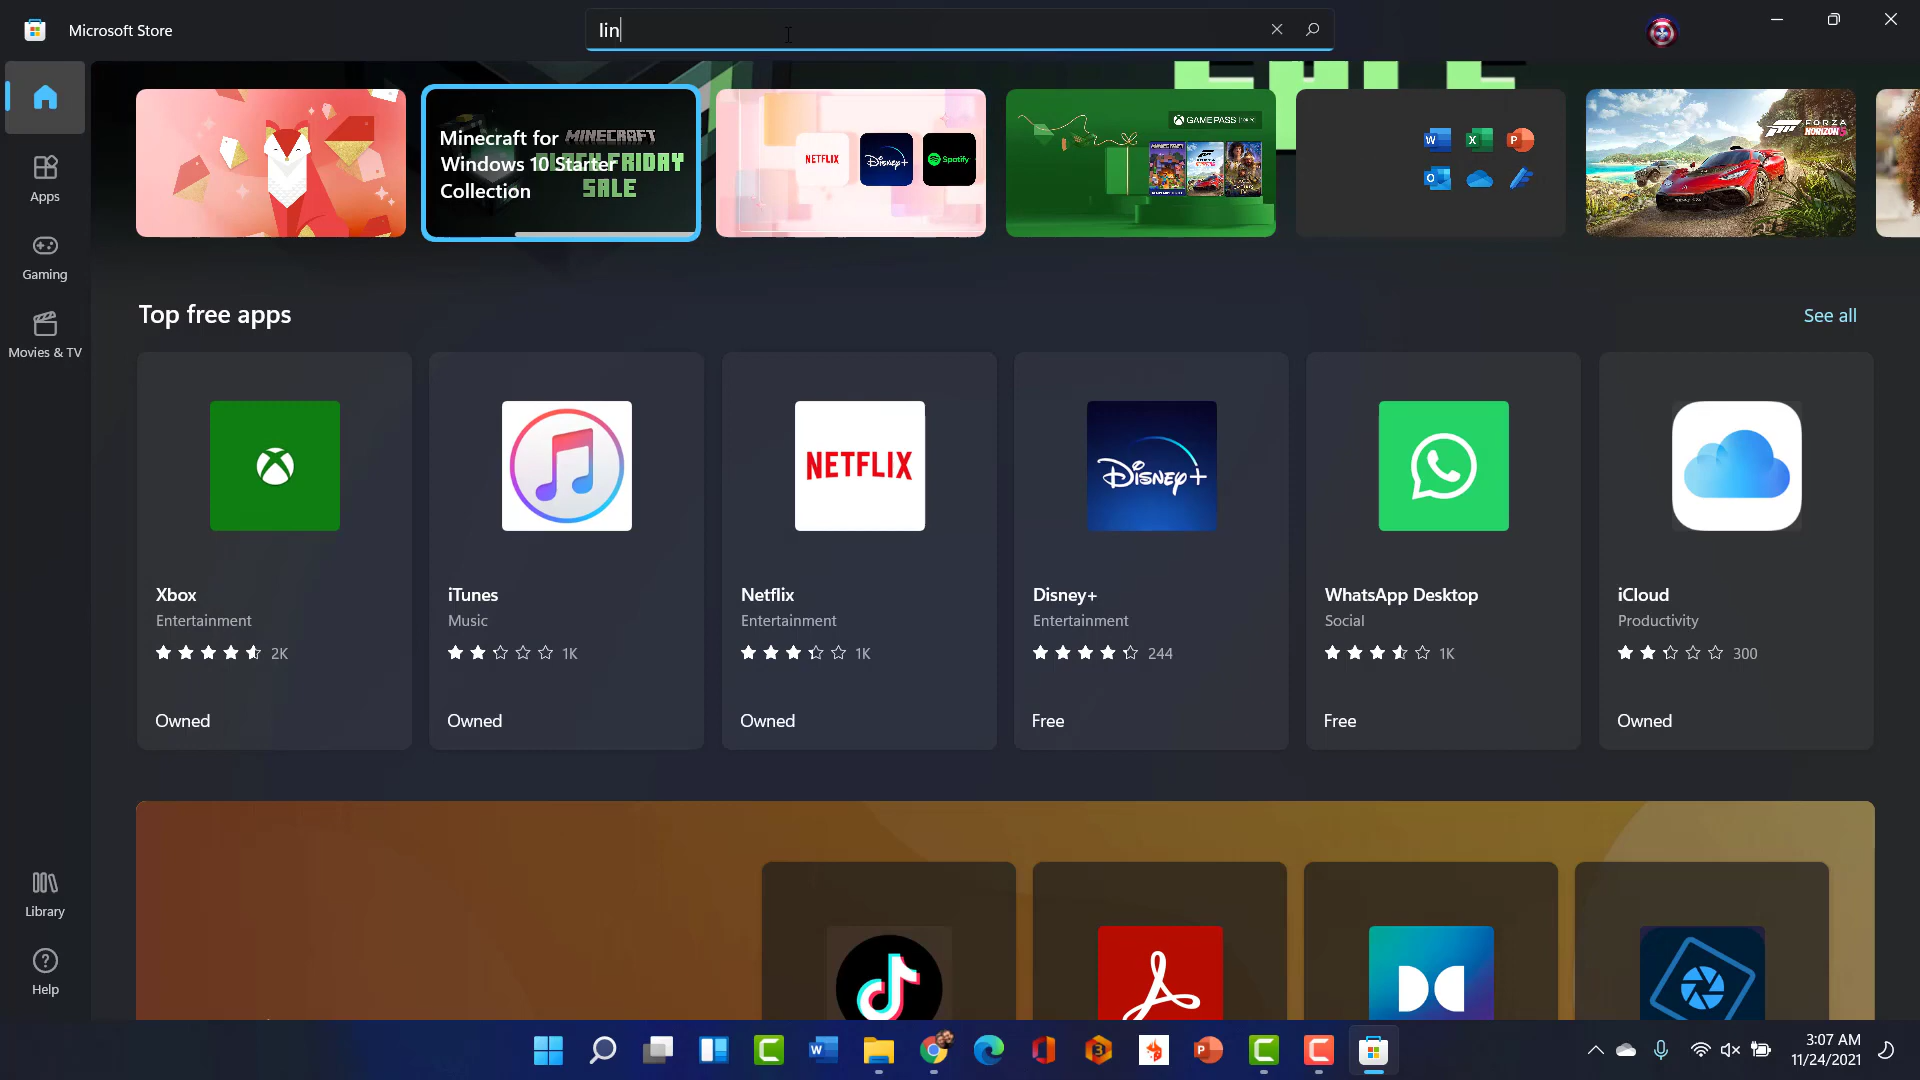 Microsoft Store
lin
SALE
Apps
Gaming
Movies & TV
Library
Help
Minecraft for
Windows 10 Starter
Collection
MINECRAFT
BLACK FRIDAY
SALE
NETFLIX
Disney+
Spotify
GAME PASS
MINECRAFT
FORZA
HORIZON 5
Top free apps
See all
NETFLIX
Disney+
Xbox
Entertainment
2K
Owned
iTunes
Music
1K
Owned
Netflix
Entertainment
1K
Owned
Disney+
Entertainment
244
Free
WhatsApp Desktop
Social
1K
Free
iCloud
Productivity
300
Owned
3:07 AM
11/24/2021